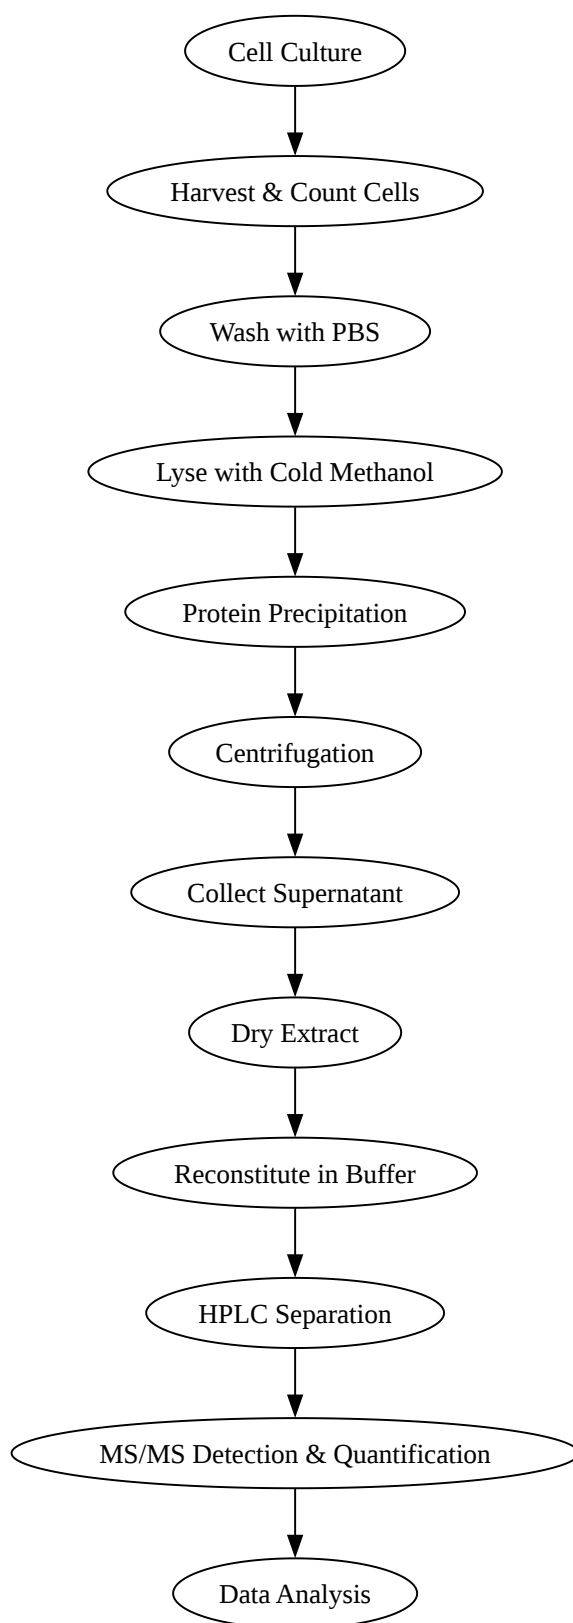 Cell Culture
Harvest & Count Cells
Wash with PBS
Lyse with Cold Methanol
Protein Precipitation
Centrifugation
Collect Supernatant
Dry Extract
Reconstitute in Buffer
HPLC Separation
MS/MS Detection & Quantification
Data Analysis